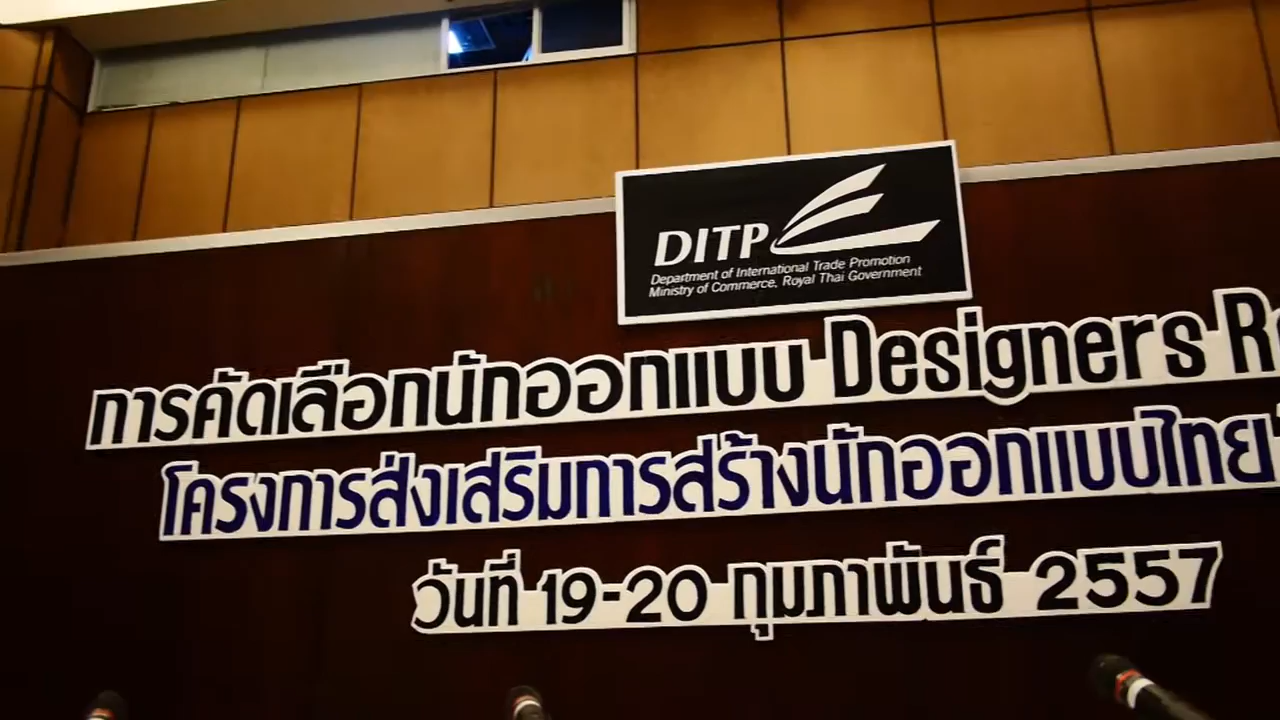 DITP
Department of International Trade Promotion
Ministry of Commerce, Royal Thai Government
การคัดเลือกนักออกแบบ Designers
โครงการส่งเสริมการสร้างนักออกแบบไทย
วันที่ 19-20 กุมภาพันธ์ 2557